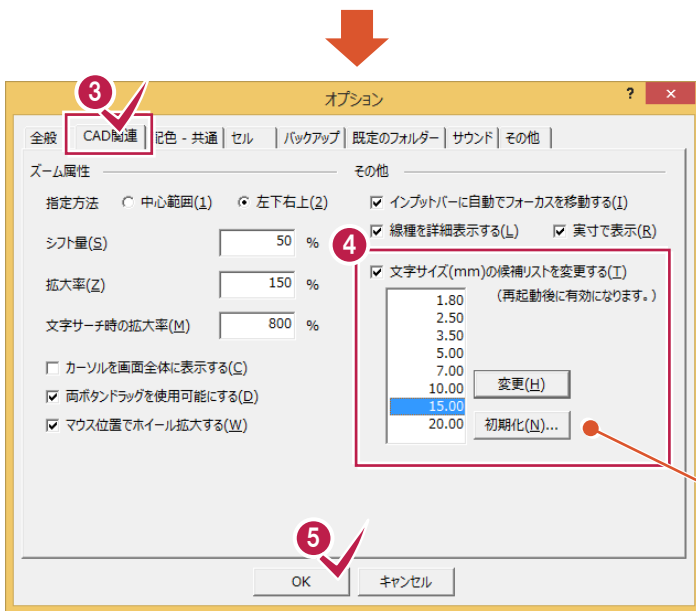 3
オプション
? ×
全般 CAD関連 配色 - 共通 セル バックアップ 既定のフォルダー サウンド その他
ズーム属性
指定方法 中心範囲(1) 左下右上(2)
シフト量(S) 50 %
拡大率(Z) 150 %
文字サーチ時の拡大率(M) 800 %
カーソルを画面全体に表示する(C)
両ボタンドラッグを使用可能にする(D)
マウス位置でホイール拡大する(W)
その他
インプットバーに自動でフォーカスを移動する(I)
線種を詳細表示する(L) 実寸で表示(R)
4
文字サイズ(mm)の候補リストを変更する(T)
(再起動後に有効になります。)
1.80
2.50
3.50
5.00
7.00
10.00
15.00
20.00
変更(H)
初期化(N)...
5
OK キャンセル